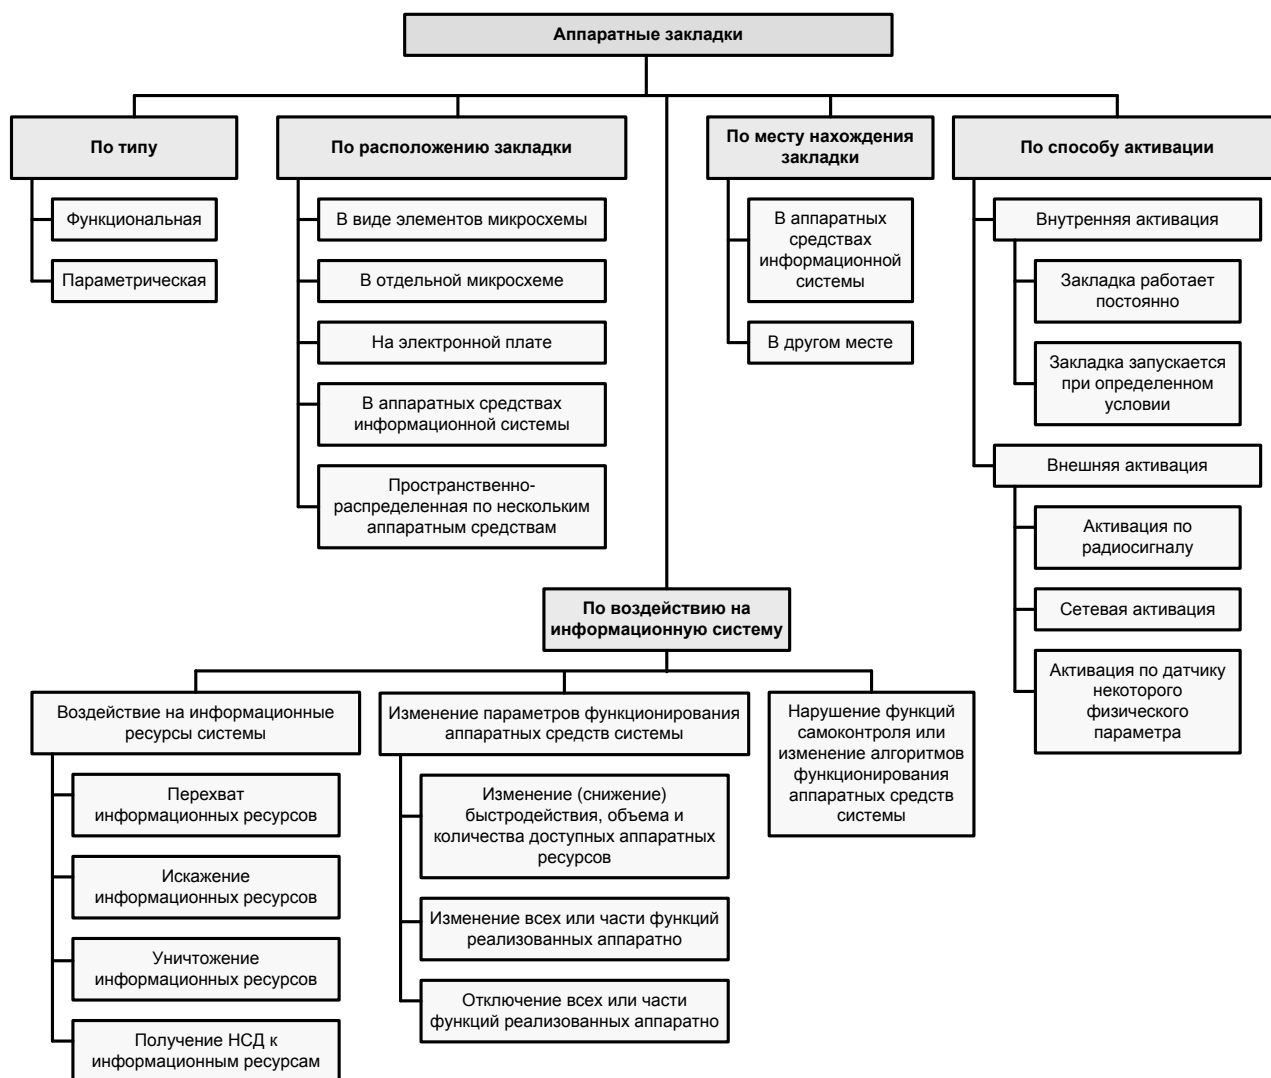 Аппаратные закладки
По типу
Функциональная
Параметрическая
По расположению закладки
В виде элементов микросхемы
В отдельной микросхеме
На электронной плате
В аппаратных средствах
информационной системы
Пространственно-
распределенная по нескольким
аппаратным средствам
По месту нахождения
закладки
В аппаратных
средствах
информационной
системы
В другом месте
По способу активации
Внутренняя активация
Закладка работает
постоянно
Закладка запускается
при определенном
условии
Внешняя активация
Активация по
радиосигналу
Сетевая активация
Активация по датчику
некоторого
физического
параметра
По воздействию на
информационную систему
Воздействие на информационные
ресурсы системы
Перехват
информационных ресурсов
Искажение
информационных ресурсов
Уничтожение
информационных ресурсов
Получение НСД к
информационным ресурсам
Изменение параметров функционирования
аппаратных средств системы
Изменение (снижение)
быстродействия, объема и
количества доступных аппаратных
ресурсов
Изменение всех или части функций
реализованных аппаратно
Отключение всех или части
функций реализованных аппаратно
Нарушение функций
самоконтроля или
изменение алгоритмов
функционирования
аппаратных средств
системы